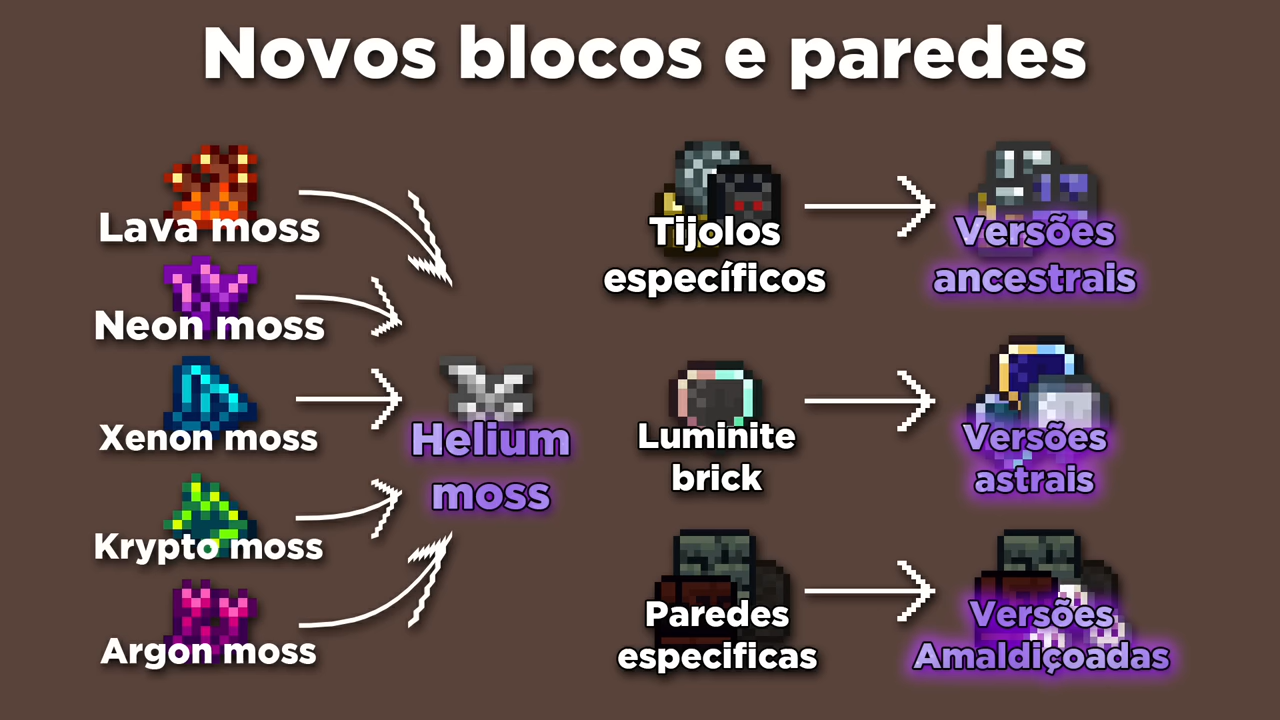 Novos blocos e paredes
Lava moss
Neon moss
Xenon moss
Krypto moss
Argon moss
Helium
moss
Tijolos
específicos
Versões
ancestrais
Luminite
brick
Versões
astrais
Paredes
especificas
Versões
Amaldiçoadas